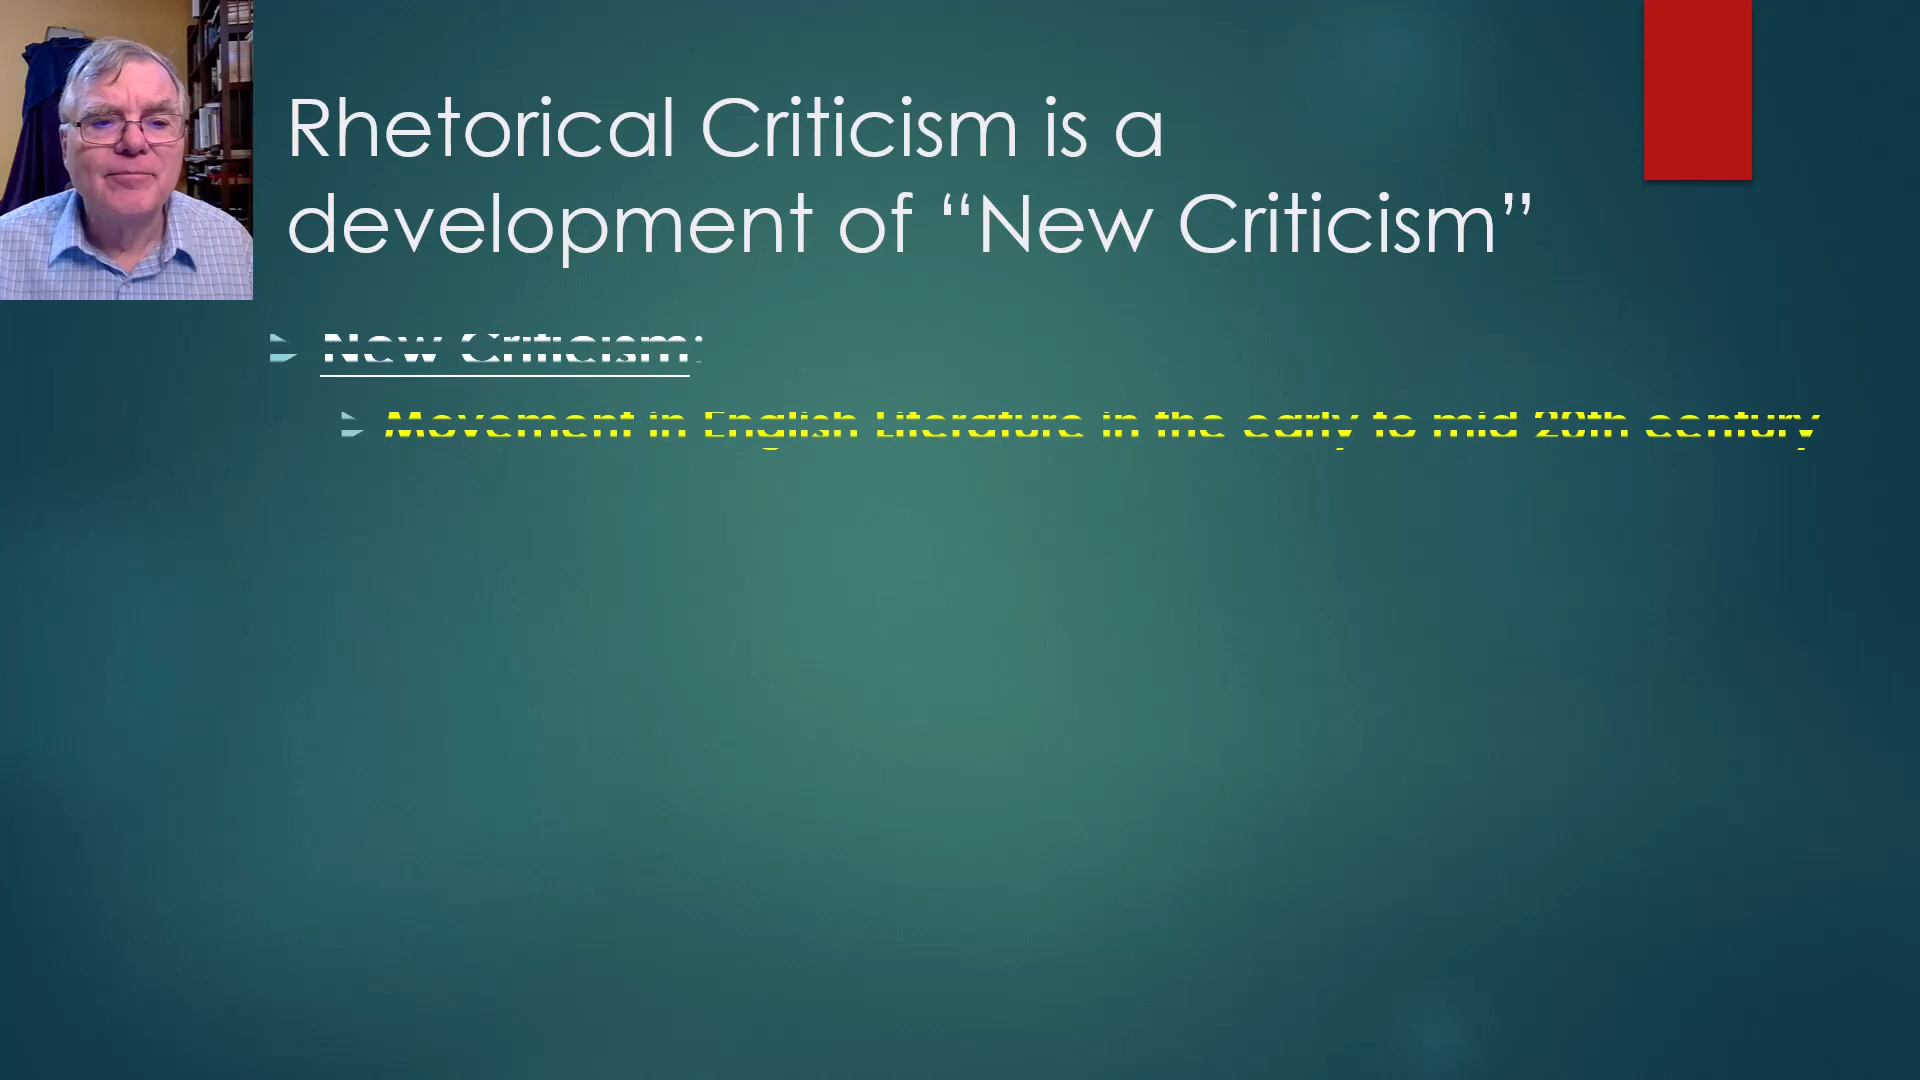 Rhetorical Criticism is a
development of “New Criticism”
New Criticism:
Movement in English Literature in the early to mid 20th century